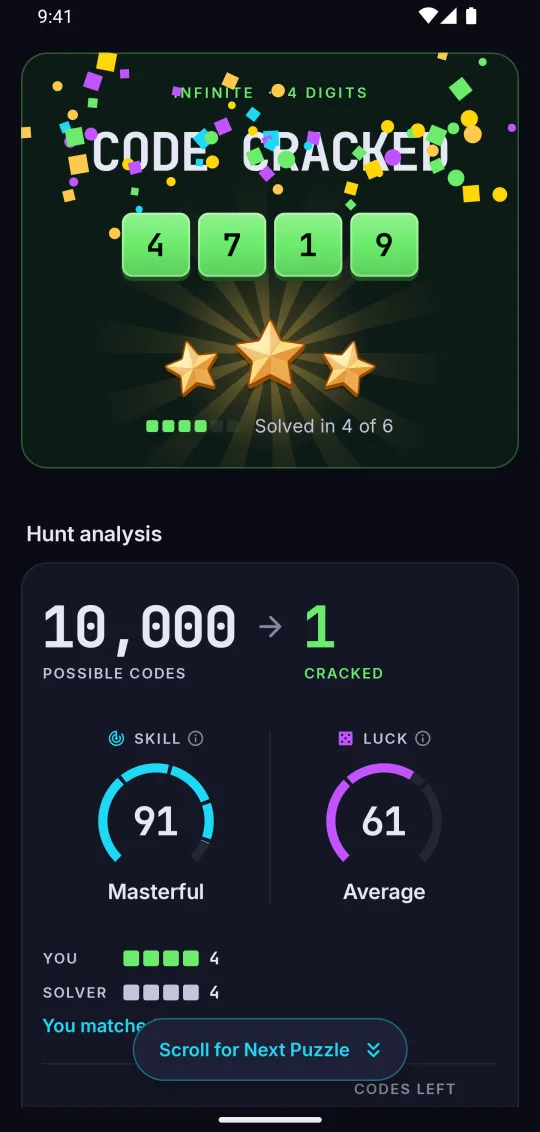 9:41
INFINITE · 4 DIGITS
CODE CRACKED
4 7 1 9
Solved in 4 of 6
Hunt analysis
10,000 → 1
POSSIBLE CODES CRACKED
SKILL LUCK
91 61
Masterful Average
YOU 4
SOLVER 4
You matche
Scroll for Next Puzzle
CODES LEFT